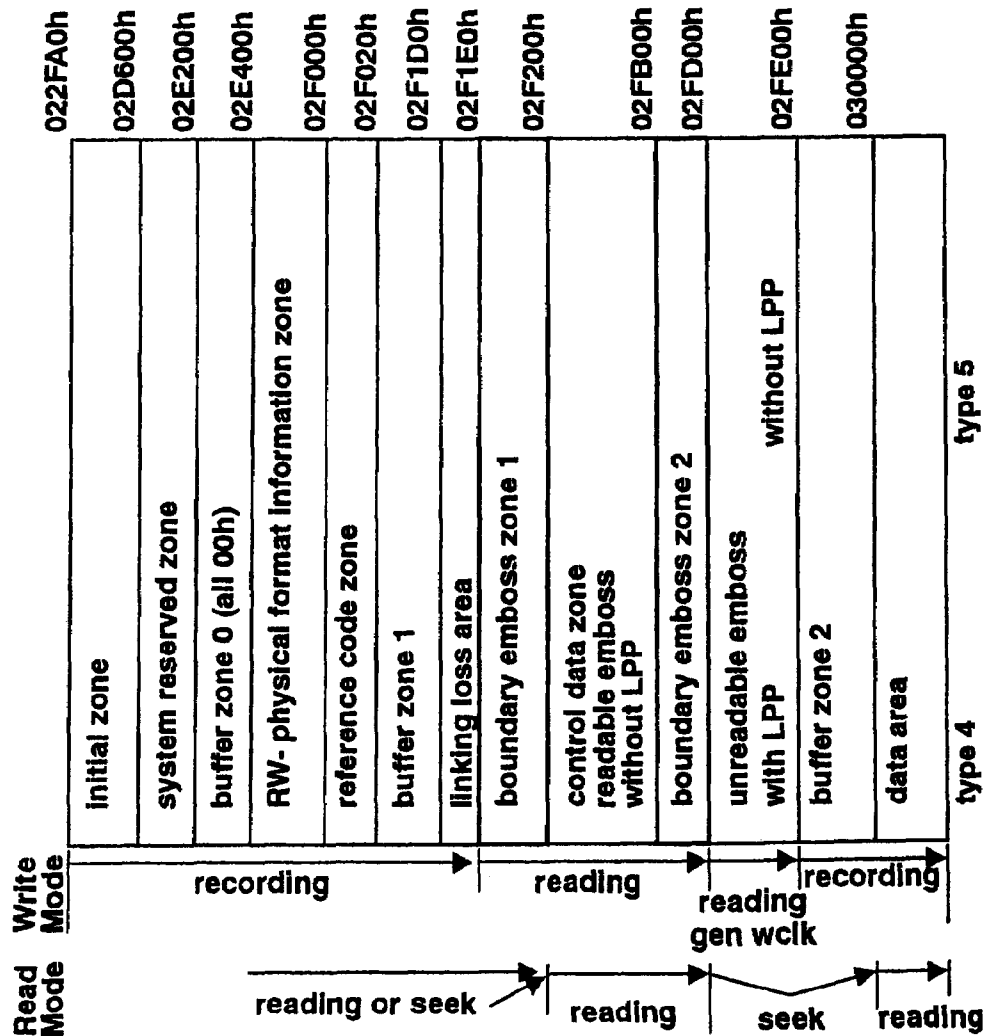 022FA0h
02D600h
02E200h
02E400h
02F000h
02F020h
02F1D0h
02F1E0h
02F200h
02FB00h
02FD00h
02FE00h
030000h
initial zone
system reserved zone
buffer zone 0 (all 00h)
RW- physical format Information zone
reference code zone
buffer zone 1
linking loss area
boundary emboss zone 1
control data zone
readable emboss
without LPP
boundary emboss zone 2
unreadable emboss
with LPP
without LPP
buffer zone 2
data area
type 4
type 5
Write
Mode
recording
reading
reading
gen wclk
recording
Read
Mode
reading or seek
reading
seek
reading